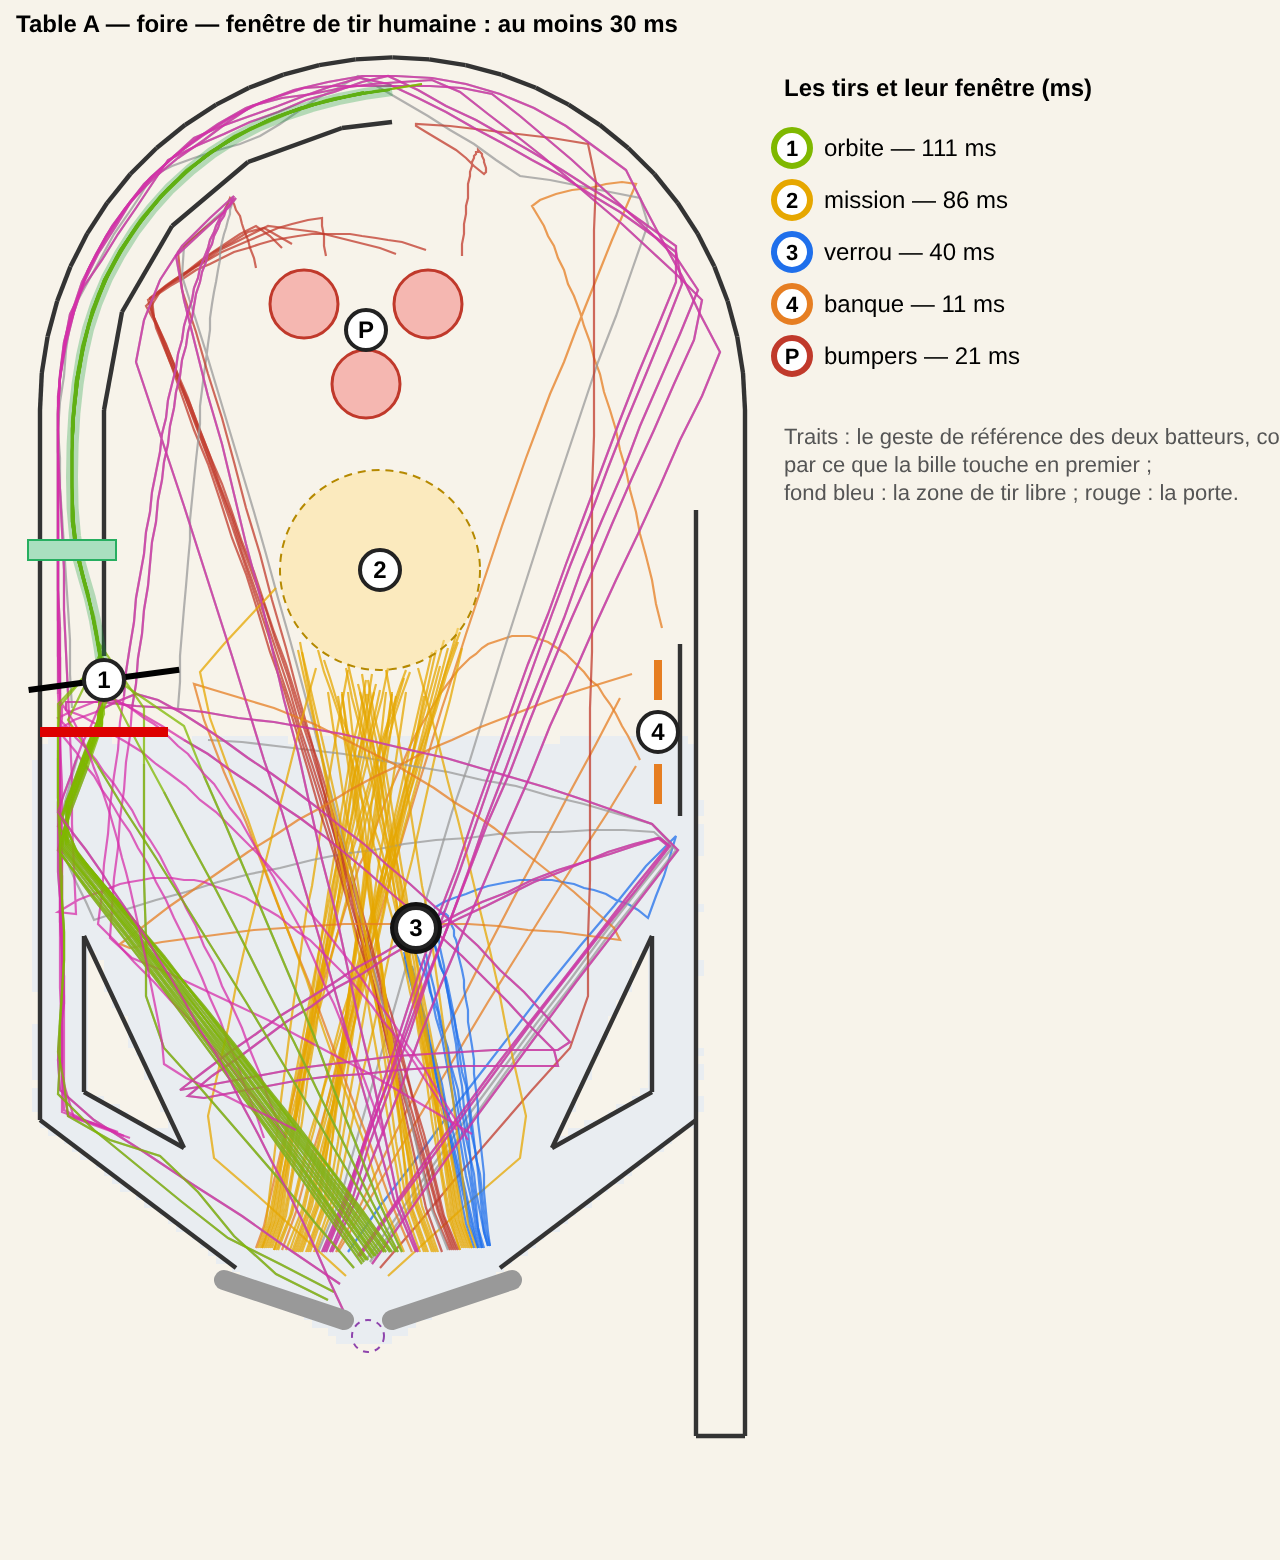 Table A — foire — fenêtre de tir humaine : au moins 30 ms
Les tirs et leur fenêtre (ms)
1 orbite — 111 ms
2 mission — 86 ms
3 verrou — 40 ms
4 banque — 11 ms
P bumpers — 21 ms
Traits : le geste de référence des deux batteurs, co
par ce que la bille touche en premier ;
fond bleu : la zone de tir libre ; rouge : la porte.
P
2
1
4
3